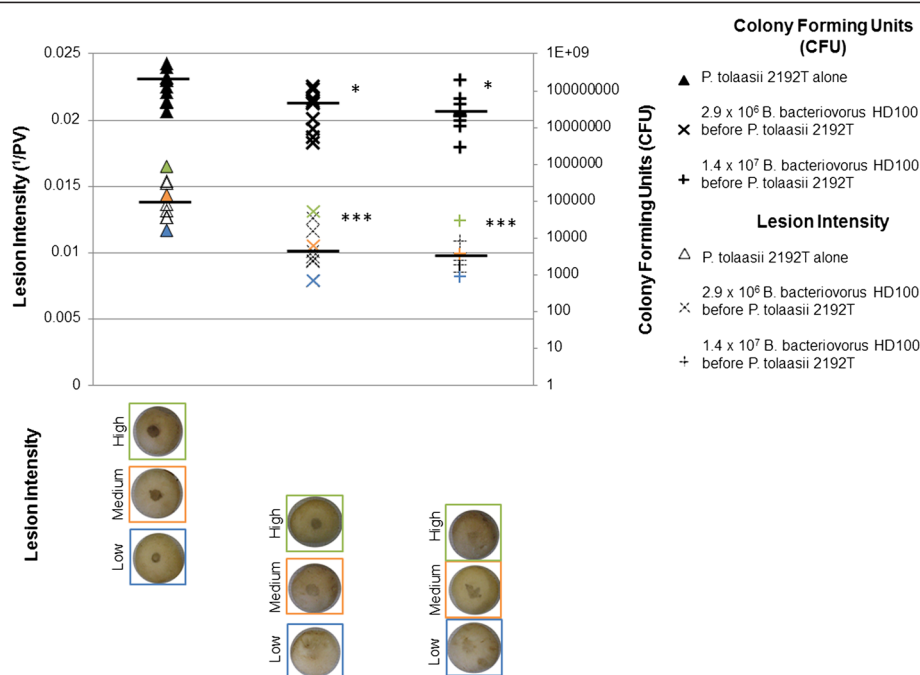 0.025
0.02
0.015
0.01
0.005
0
Lesion Intensity (¹/PV)
*
*
***
***
1E+09
100000000
10000000
1000000
100000
10000
1000
100
10
1
Colony Forming Units (CFU)
Colony Forming Units
(CFU)
P. tolaasii 2192T alone
2.9 x 10⁶ B. bacteriovorus HD100
before P. tolaasii 2192T
1.4 x 10⁷ B. bacteriovorus HD100
before P. tolaasii 2192T
Lesion Intensity
P. tolaasii 2192T alone
2.9 x 10⁶ B. bacteriovorus HD100
before P. tolaasii 2192T
1.4 x 10⁷ B. bacteriovorus HD100
before P. tolaasii 2192T
Lesion Intensity
High
Medium
Low
High
Medium
Low
High
Medium
Low